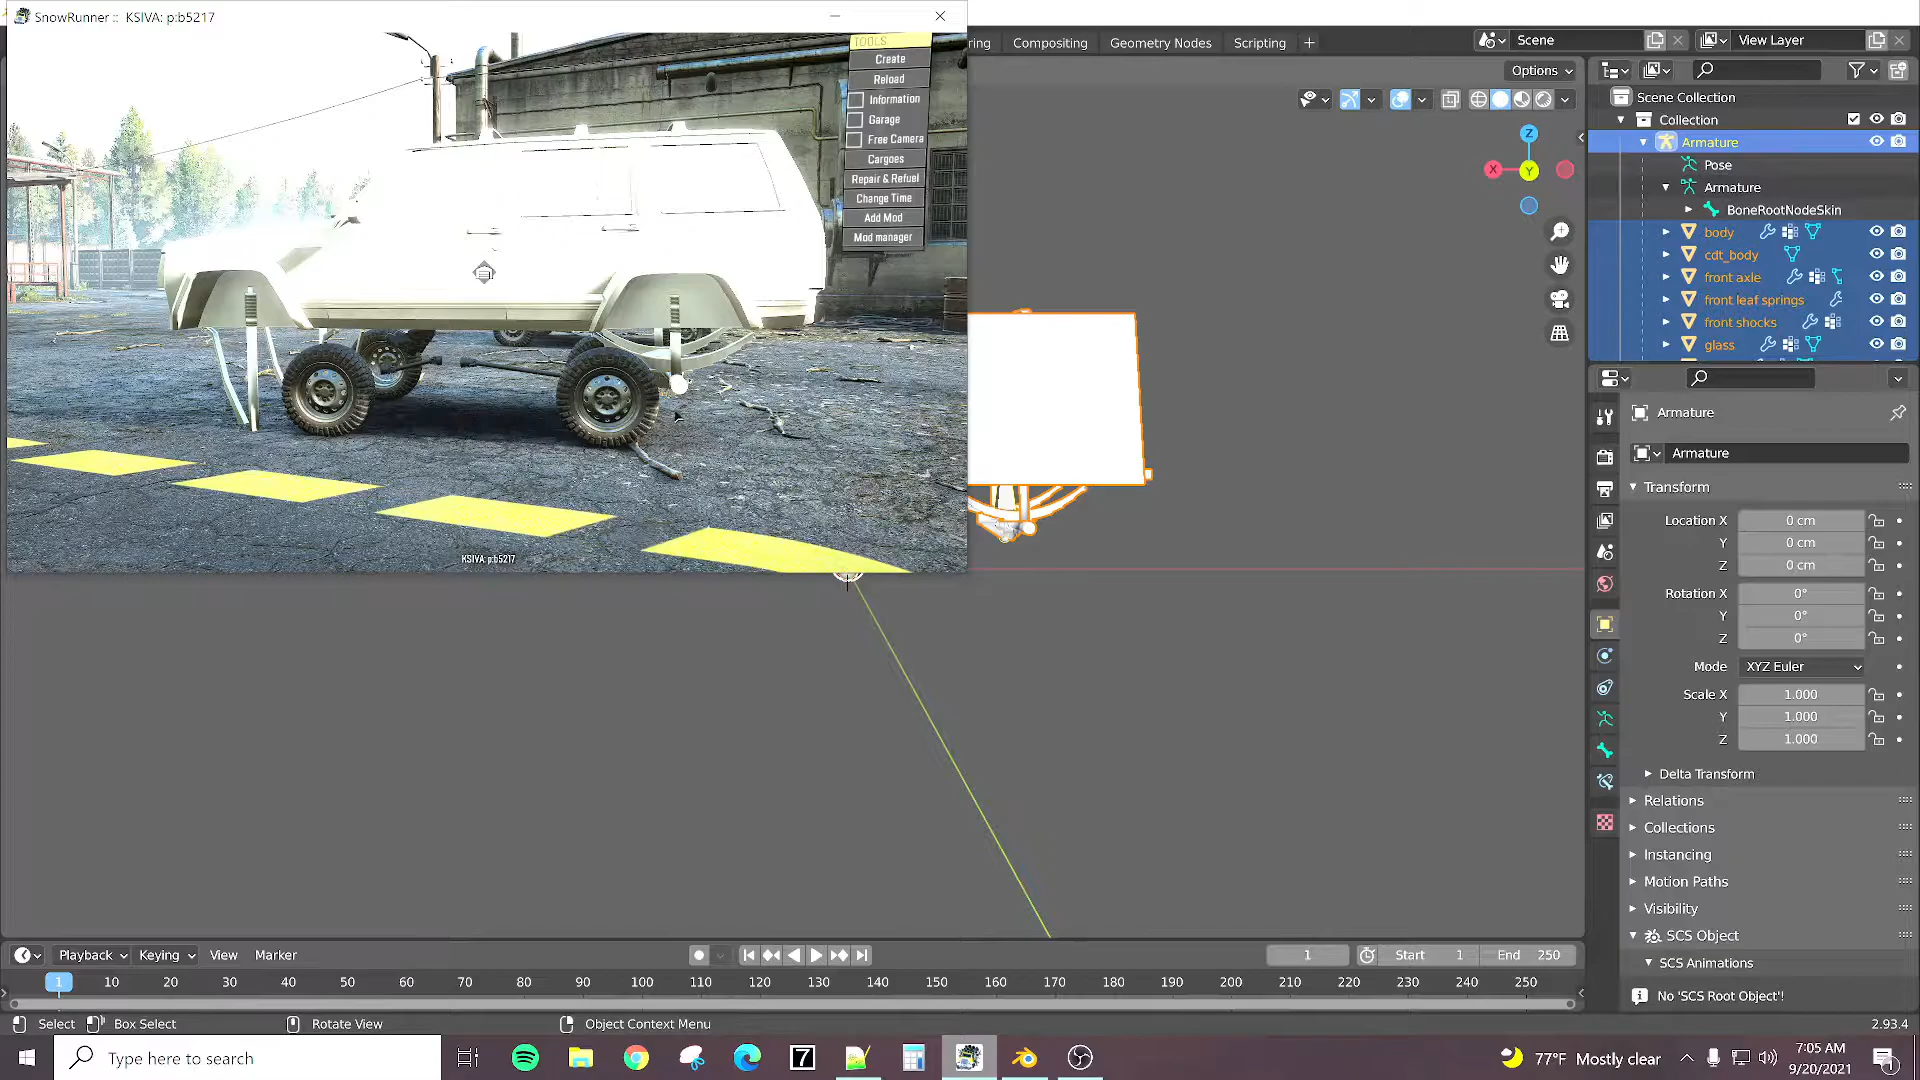 SnowRunner :: KSIVA: p:b5217
TOOLS
Create
Reload
Information
Garage
Free Camera
Cargoes
Repair & Refuel
Change Time
Add Mod
Mod manager
KSIVA: p:b5217
Compositing
Geometry Nodes
Scripting
+
Scene
View Layer
Options
Scene Collection
Collection
Armature
Pose
Armature
BoneRootNodeSkin
body
cdt_body
front axle
front leaf springs
front shocks
glass
Z
X
Y
Armature
Armature
Transform
Location X 0 cm
Y 0 cm
Z 0 cm
Rotation X 0°
Y 0°
Z 0°
Mode XYZ Euler
Scale X 1.000
Y 1.000
Z 1.000
Delta Transform
Relations
Collections
Instancing
Motion Paths
Visibility
SCS Object
SCS Animations
No 'SCS Root Object'!
Playback Keying View Marker
1 Start 1 End 250
1 10 20 30 40 50 60 70 80 90 100 110 120 130 140 150 160 170 180 190 200 210 220 230 240 250
Select Box Select Rotate View Object Context Menu 2.93.4
Type here to search
7
77°F Mostly clear
7:05 AM
9/20/2021
1